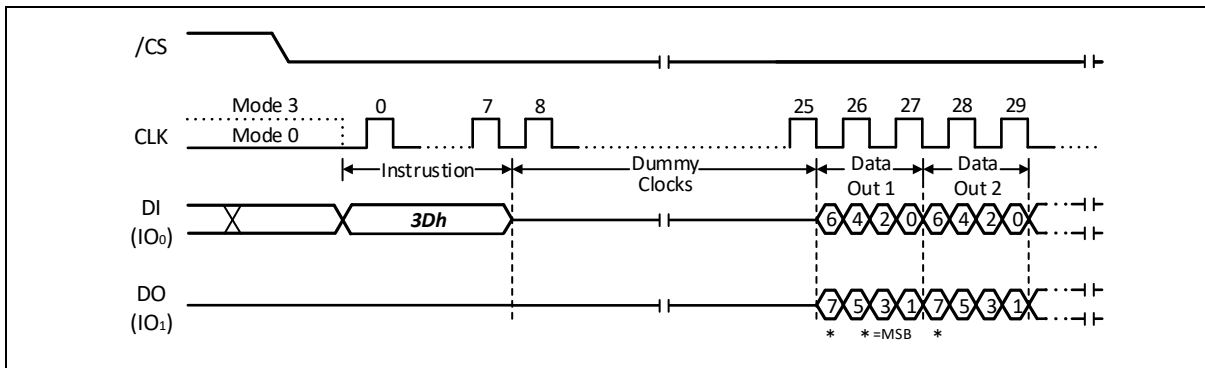 /CS
Mode 3
Mode 0
CLK
0 7 8 25 26 27 28 29
Instrustion
Dummy
Clocks
Data
Out 1
Data
Out 2
DI
(IO₀)
3Dh
6 4 2 0 6 4 2 0
DO
(IO₁)
7 5 3 1 7 5 3 1
* * =MSB *